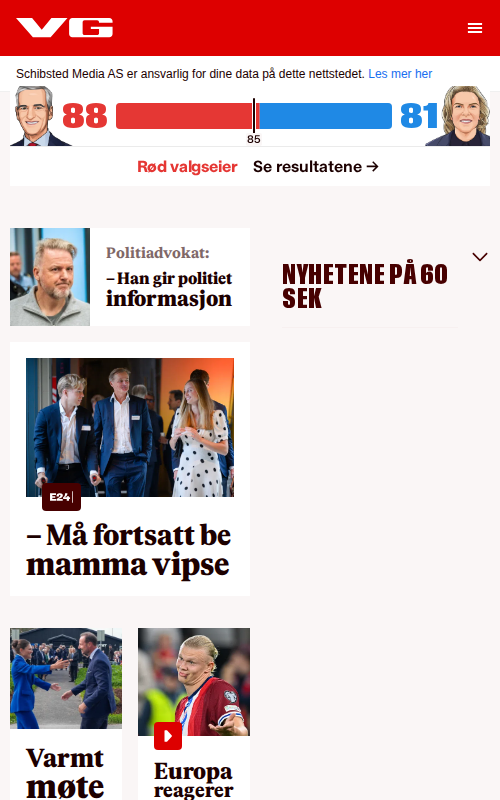 VG
Schibsted Media AS er ansvarlig for dine data på dette nettstedet. Les mer her
88
81
85
Rød valgseier Se resultatene →
Politiadvokat:
– Han gir politiet
informasjon
NYHETENE PÅ 60
SEK
E24
– Må fortsatt be
mamma vipse
Varmt
møte
Europa
reagerer